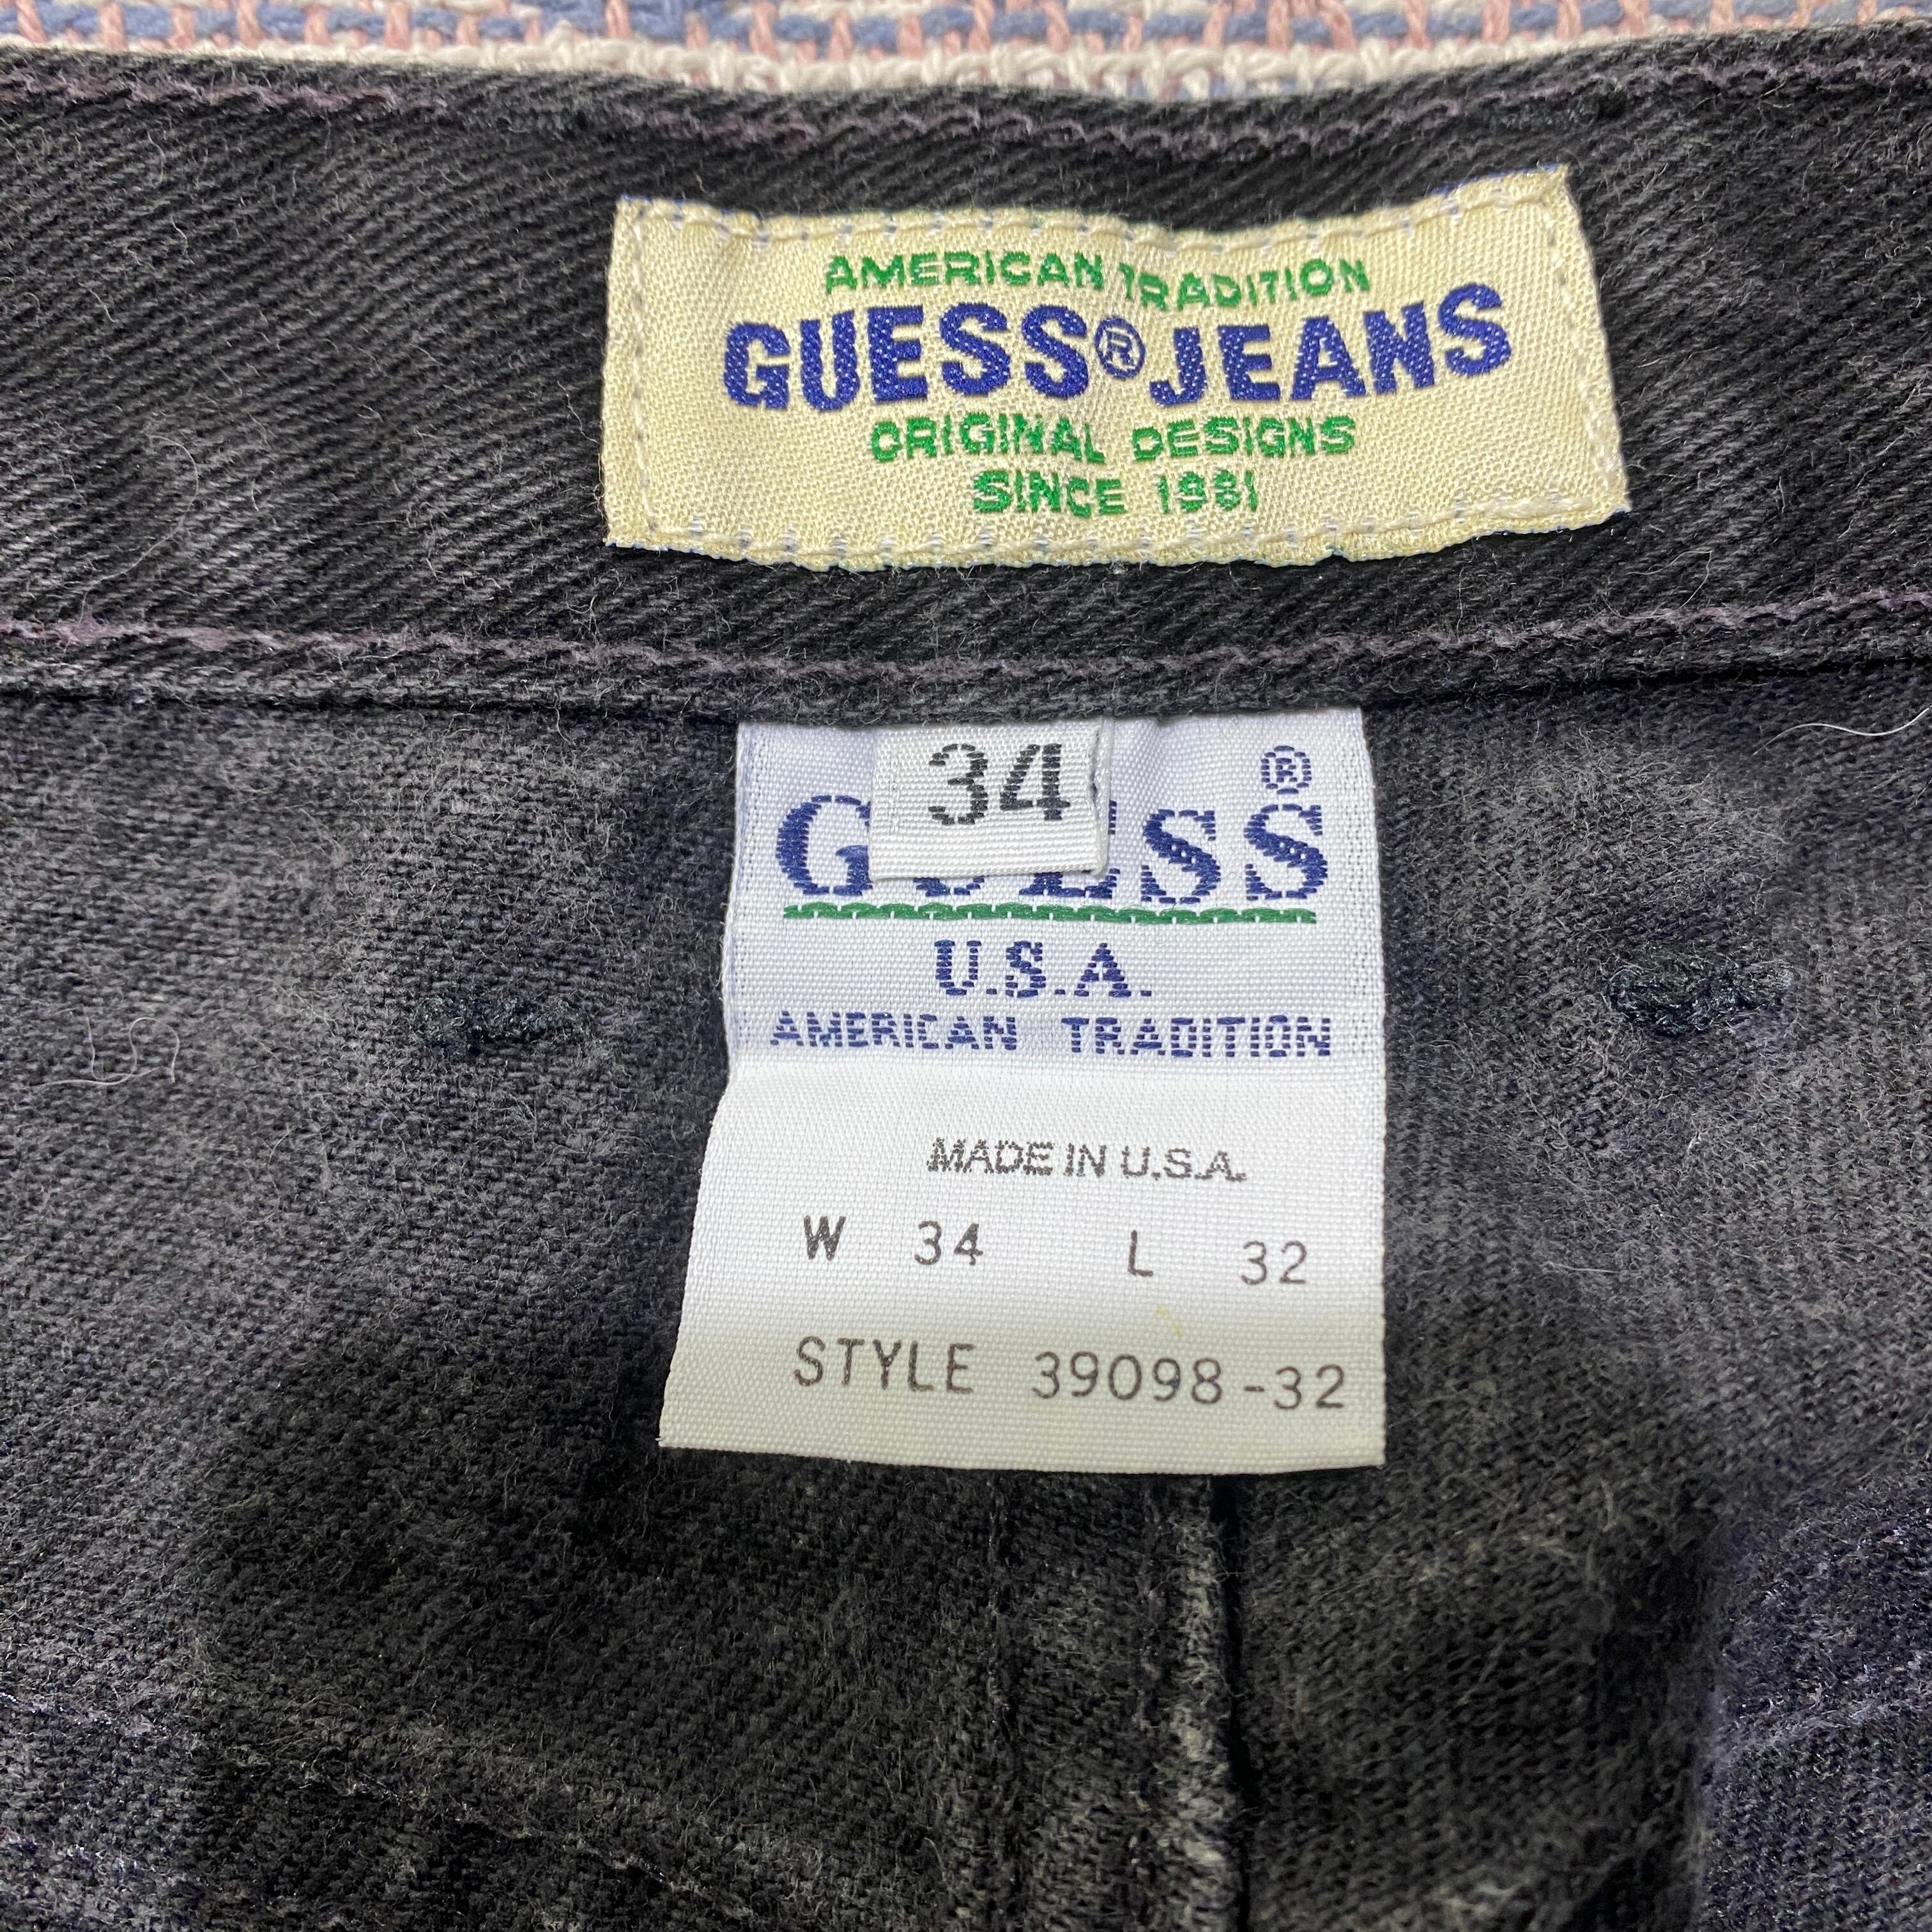 AMERICAN TRADITION
GUESS® JEANS
ORIGINAL DESIGNS
SINCE 1981
34
GUESS®
U.S.A.
AMERICAN TRADITION
MADE IN U.S.A.
W 34 L 32
STYLE 39098-32